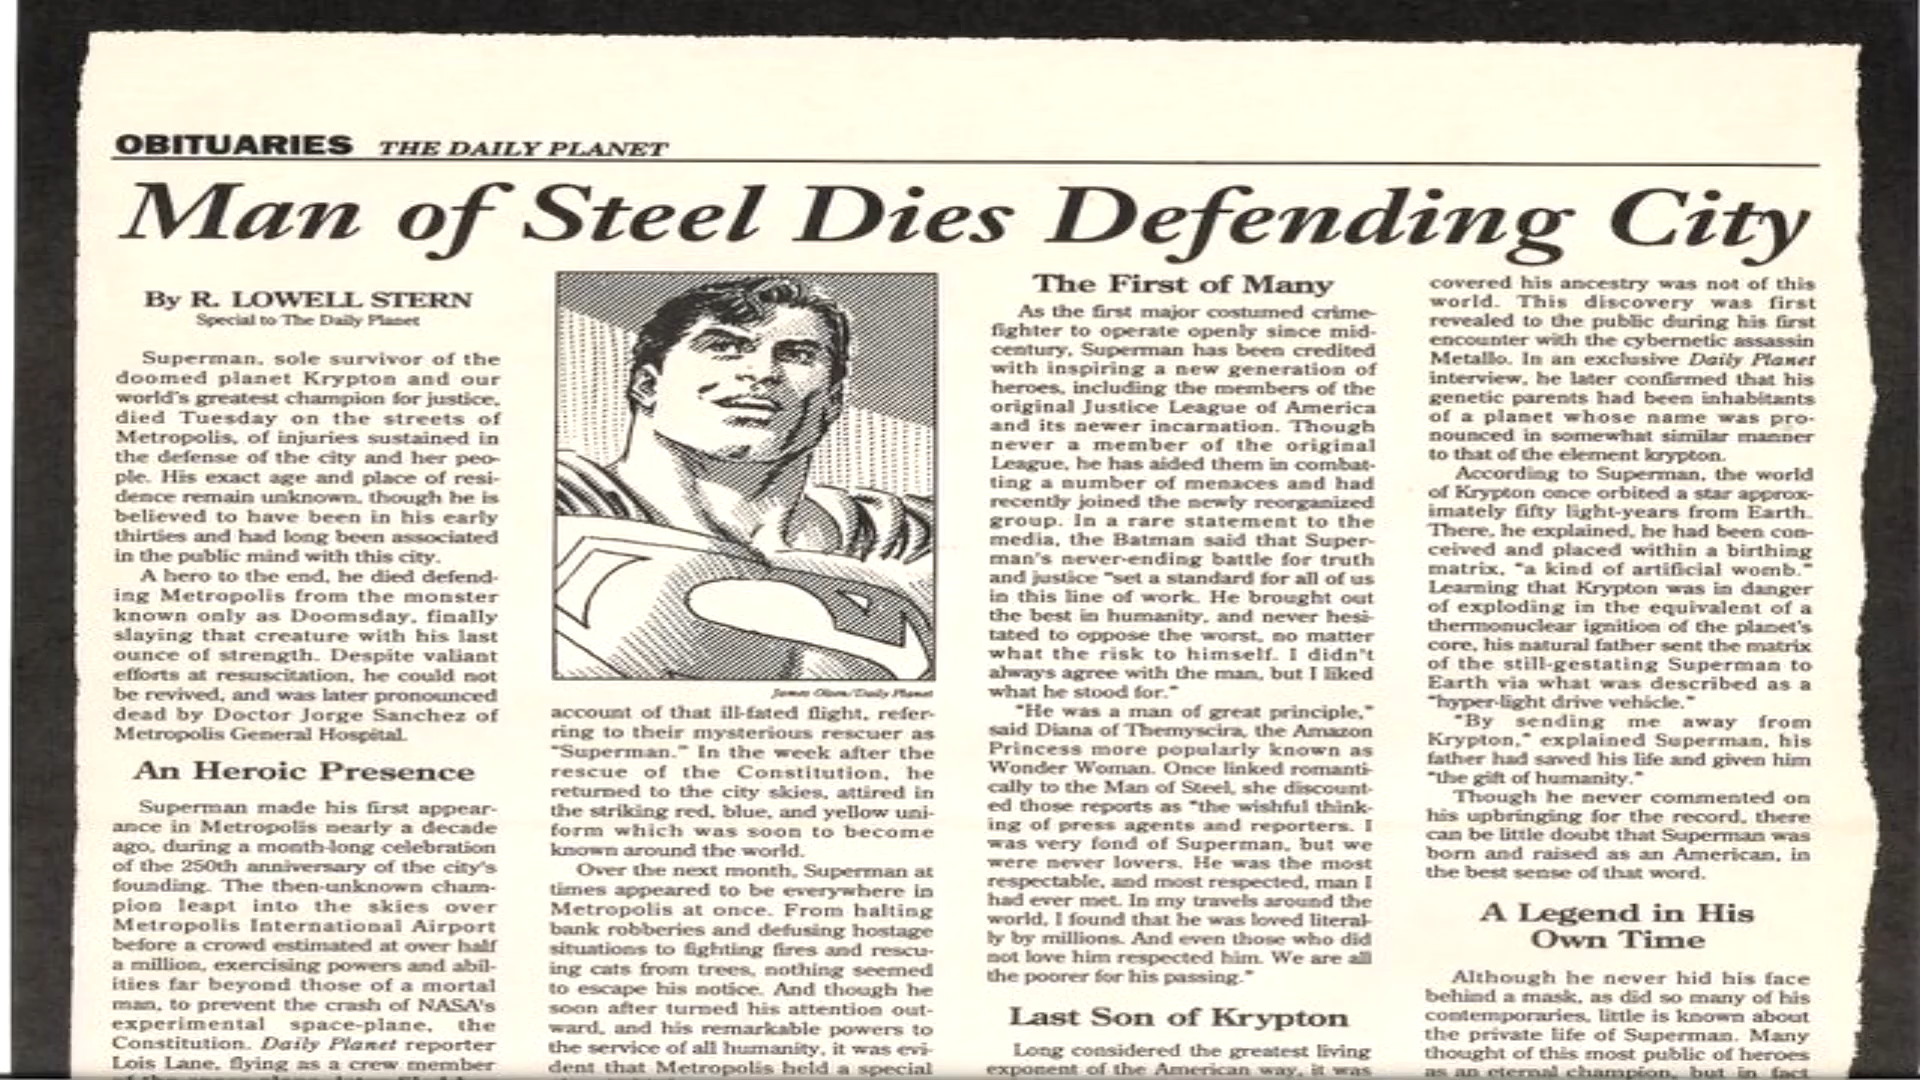 OBITUARIES THE DAILY PLANET
Man of Steel Dies Defending City
By R. LOWELL STERN
Special to The Daily Planet
Superman, sole survivor of the
doomed planet Krypton and our
world's greatest champion for justice,
died Tuesday on the streets of
Metropolis, of injuries sustained in
the defense of the city and her peo-
ple. His exact age and place of resi-
dence remain unknown, though he is
believed to have been in his early
thirties and had long been associated
in the public mind with this city.
A hero to the end, he died defend-
ing Metropolis from the monster
known only as Doomsday, finally
slaying that creature with his last
ounce of strength. Despite valiant
efforts at resuscitation, he could not
be revived, and was later pronounced
dead by Doctor Jorge Sanchez of
Metropolis General Hospital.
An Heroic Presence
Superman made his first appear-
ance in Metropolis nearly a decade
ago, during a month-long celebration
of the 250th anniversary of the city's
founding. The then-unknown cham-
pion leapt into the skies over
Metropolis International Airport
before a crowd estimated at over half
a million, exercising powers and abil-
ities far beyond those of a mortal
man, to prevent the crash of NASA's
experimental space-plane, the
Constitution. Daily Planet reporter
Lois Lane, flying as a crew member
James Olsen/Daily Planet
account of that ill-fated flight, refer-
ring to their mysterious rescuer as
"Superman." In the week after the
rescue of the Constitution, he
returned to the city skies, attired in
the striking red, blue, and yellow uni-
form which was soon to become
known around the world.
Over the next month, Superman at
times appeared to be everywhere in
Metropolis at once. From halting
bank robberies and defusing hostage
situations to fighting fires and rescu-
ing cats from trees, nothing seemed
to escape his notice. And though he
soon after turned his attention out-
ward, and his remarkable powers to
the service of all humanity, it was evi-
dent that Metropolis held a special
The First of Many
As the first major costumed crime-
fighter to operate openly since mid-
century, Superman has been credited
with inspiring a new generation of
heroes, including the members of the
original Justice League of America
and its newer incarnation. Though
never a member of the original
League, he has aided them in combat-
ting a number of menaces and had
recently joined the newly reorganized
group. In a rare statement to the
media, the Batman said that Super-
man's never-ending battle for truth
and justice "set a standard for all of us
in this line of work. He brought out
the best in humanity, and never hesi-
tated to oppose the worst, no matter
what the risk to himself. I didn't
always agree with the man, but I liked
what he stood for."
"He was a man of great principle,"
said Diana of Themyscira, the Amazon
Princess more popularly known as
Wonder Woman. Once linked romanti-
cally to the Man of Steel, she discount-
ed those reports as "the wishful think-
ing of press agents and reporters. I
was very fond of Superman, but we
were never lovers. He was the most
respectable, and most respected, man I
had ever met. In my travels around the
world, I found that he was loved literal-
ly by millions. And even those who did
not love him respected him. We are all
the poorer for his passing."
Last Son of Krypton
Long considered the greatest living
exponent of the American way, it was
covered his ancestry was not of this
world. This discovery was first
revealed to the public during his first
encounter with the cybernetic assassin
Metallo. In an exclusive Daily Planet
interview, he later confirmed that his
genetic parents had been inhabitants
of a planet whose name was pro-
nounced in somewhat similar manner
to that of the element krypton.
According to Superman, the world
of Krypton once orbited a star approx-
imately fifty light-years from Earth.
There, he explained, he had been con-
ceived and placed within a birthing
matrix, "a kind of artificial womb."
Learning that Krypton was in danger
of exploding in the equivalent of a
thermonuclear ignition of the planet's
core, his natural father sent the matrix
of the still-gestating Superman to
Earth via what was described as a
"hyper-light drive vehicle."
"By sending me away from
Krypton," explained Superman, his
father had saved his life and given him
"the gift of humanity."
Though he never commented on
his upbringing for the record, there
can be little doubt that Superman was
born and raised as an American, in
the best sense of that word.
A Legend in His
Own Time
Although he never hid his face
behind a mask, as did so many of his
contemporaries, little is known about
the private life of Superman. Many
thought of this most public of heroes
as an eternal champion, but in fact